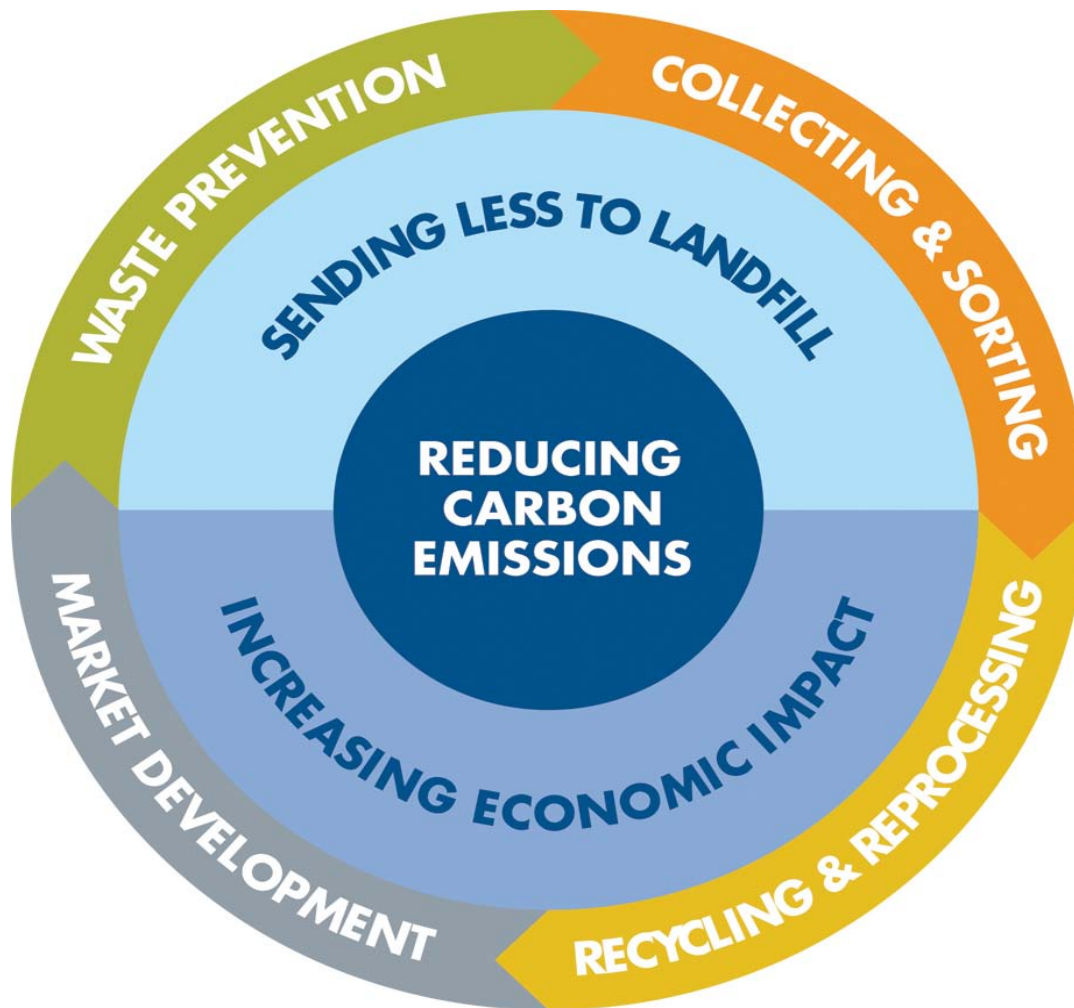 WASTE PREVENTION
COLLECTING & SORTING
SENDING LESS TO LANDFILL
REDUCING
CARBON
EMISSIONS
INCREASING ECONOMIC IMPACT
MARKET DEVELOPMENT
RECYCLING & REPROCESSING